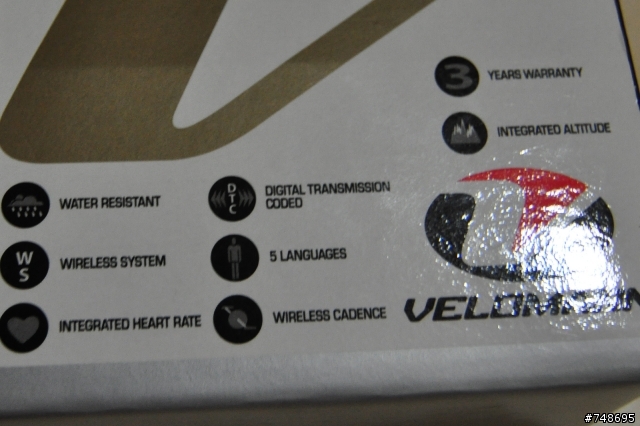 3 YEARS WARRANTY
INTEGRATED ALTITUDE
WATER RESISTANT
DTC DIGITAL TRANSMISSION
CODED
WS WIRELESS SYSTEM
5 LANGUAGES
INTEGRATED HEART RATE
WIRELESS CADENCE
#748695